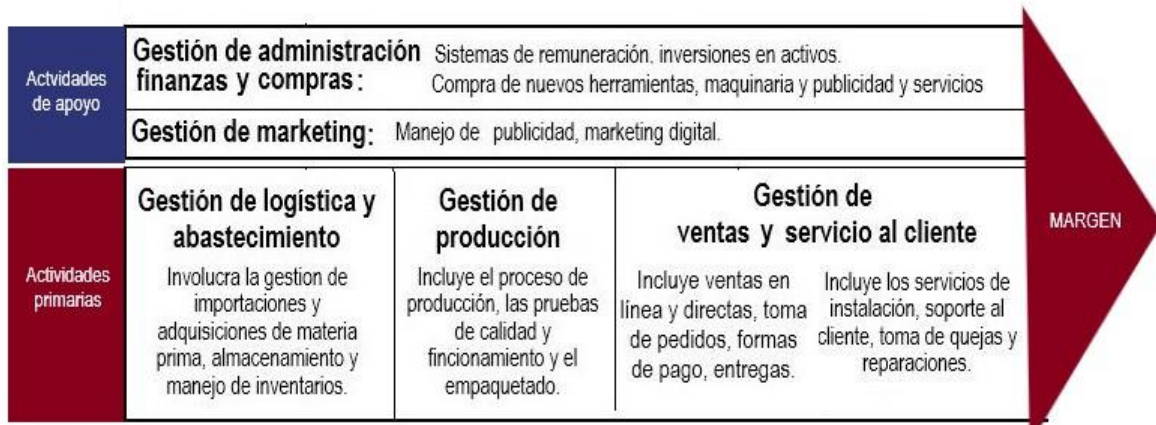 Actvidades
de apoyo
Gestión de administración
finanzas y compras:
Sistemas de remuneración, inversiones en activos.
Compra de nuevos herramientas, maquinaria y publicidad y servicios
Gestión de marketing:
Manejo de publicidad, marketing digital.
Actividades
primarias
Gestión de logística y
abastecimiento
Involucra la gestion de
importaciones y
adquisiciones de materia
prima, almacenamiento y
manejo de inventarios.
Gestión de
producción
Incluye el proceso de
producción, las pruebas
de calidad y
fincionamiento y el
empaquetado.
Gestión de
ventas y servicio al cliente
Incluye ventas en
línea y directas, toma
de pedidos, formas
de pago, entregas.
Incluye los servicios de
instalación, soporte al
cliente, toma de quejas y
reparaciones.
MARGEN